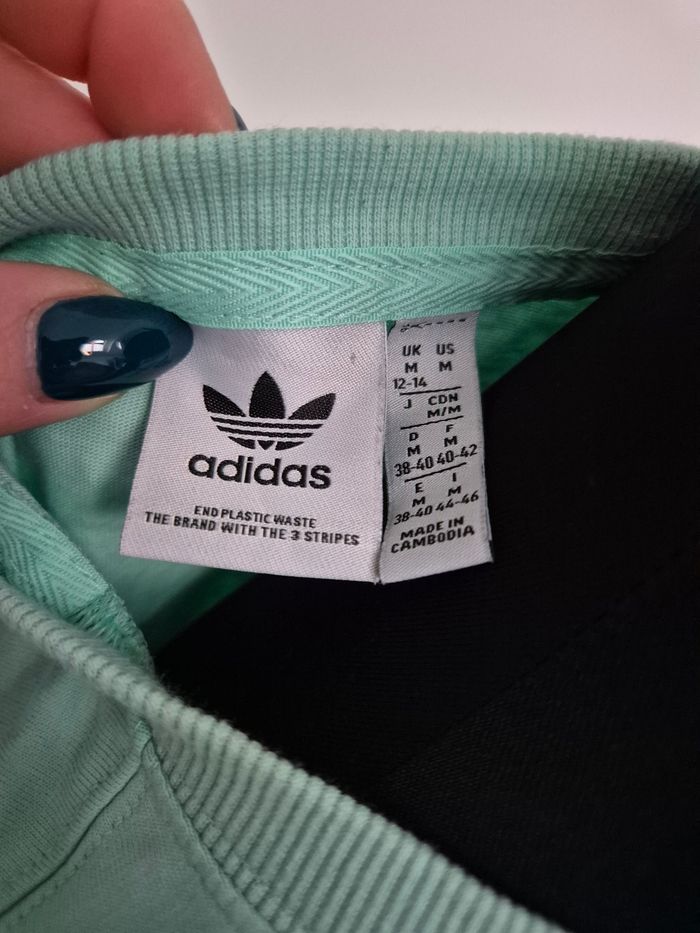 adidas
END PLASTIC WASTE
THE BRAND WITH THE 3 STRIPES
UK US
M M
12-14
J CDN
M/M
D F
M M
38-40 40-42
E I
M M
38-40 44-46
MADE IN
CAMBODIA